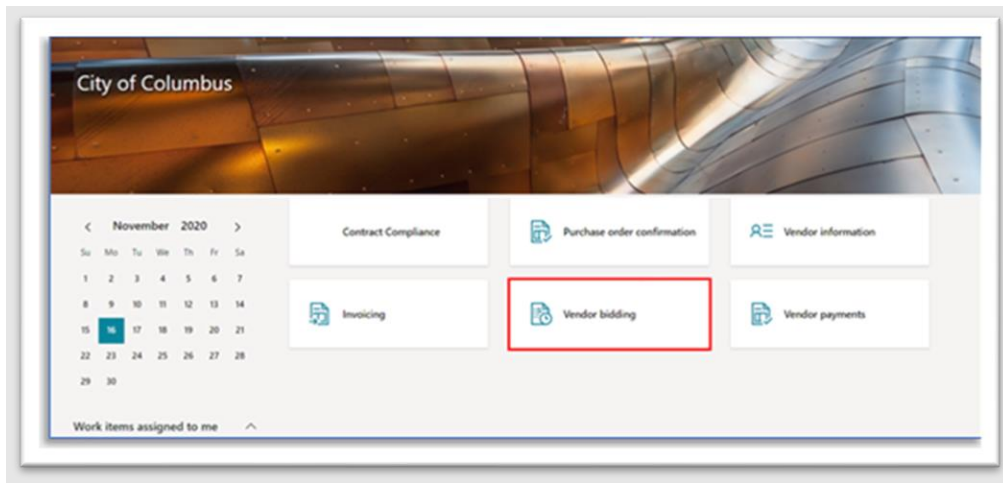 City of Columbus
November 2020
Su Mo Tu We Th Fr Sa
1 2 3 4 5 6 7
8 9 10 11 12 13 14
15 16 17 18 19 20 21
22 23 24 25 26 27 28
29 30
Work items assigned to me
Contract Compliance
Purchase order confirmation
Vendor information
Invoicing
Vendor bidding
Vendor payments